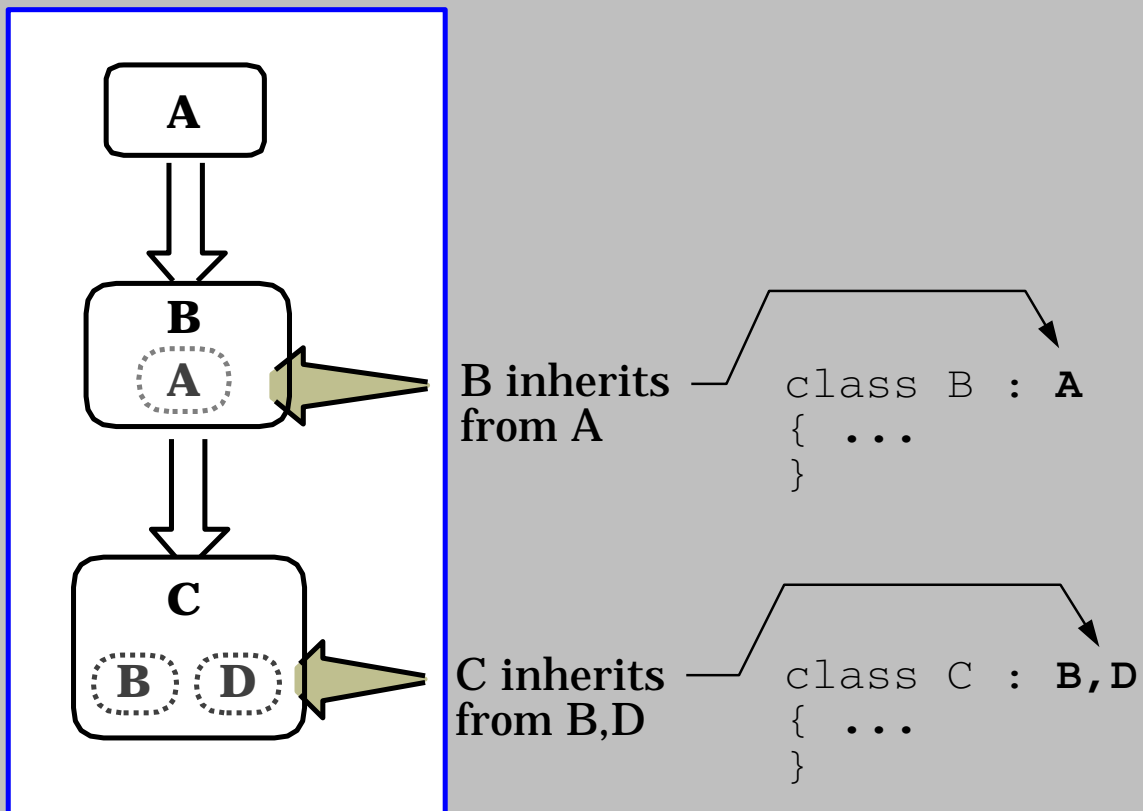 A
B
A
B inherits
from A
class B : A
{ ...
}
C
B D
C inherits
from B,D
class C : B,D
{ ...
}